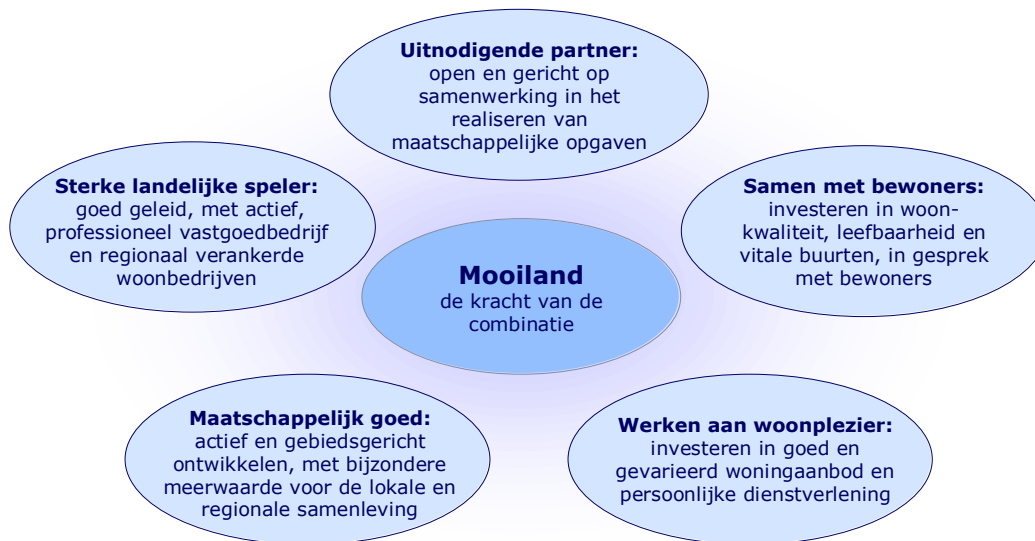 Uitnodigende partner:
open en gericht op
samenwerking in het
realiseren van
maatschappelijke opgaven
Sterke landelijke speler:
goed geleid, met actief,
professioneel vastgoedbedrijf
en regionaal verankerde
woonbedrijven
Samen met bewoners:
investeren in woon-
kwaliteit, leefbaarheid en
vitale buurten, in gesprek
met bewoners
Mooiland
de kracht van de
combinatie
Maatschappelijk goed:
actief en gebiedsgericht
ontwikkelen, met bijzondere
meerwaarde voor de lokale en
regionale samenleving
Werken aan woonplezier:
investeren in goed en
gevarieerd woningaanbod en
persoonlijke dienstverlening